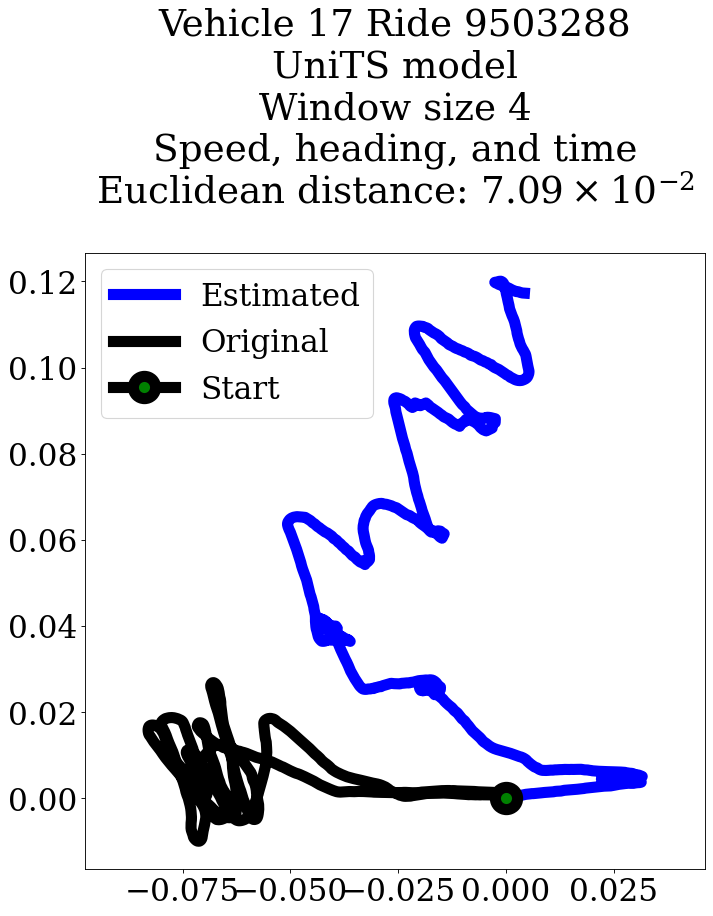 Vehicle 17 Ride 9503288
UniTS model
Window size 4
Speed, heading, and time
Euclidean distance: $7.09 \times 10^{-2}$
Estimated
Original
Start
0.12
0.10
0.08
0.06
0.04
0.02
0.00
−0.075 −0.050 −0.025 0.000 0.025